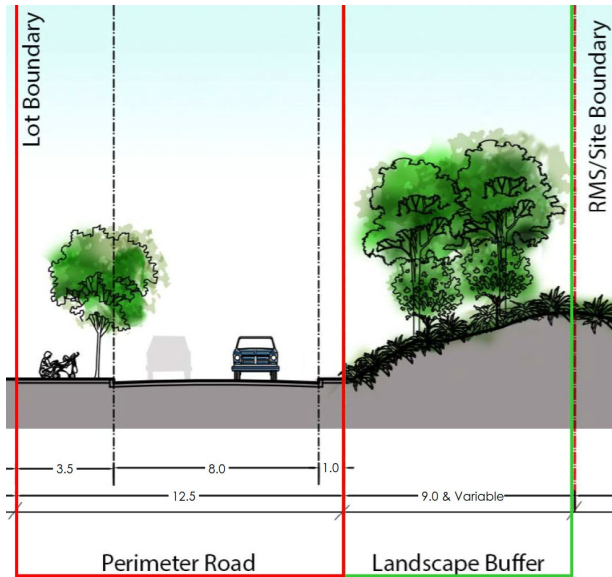 Lot Boundary
RMS/Site Boundary
3.5
8.0
1.0
12.5
9.0 & Variable
Perimeter Road
Landscape Buffer